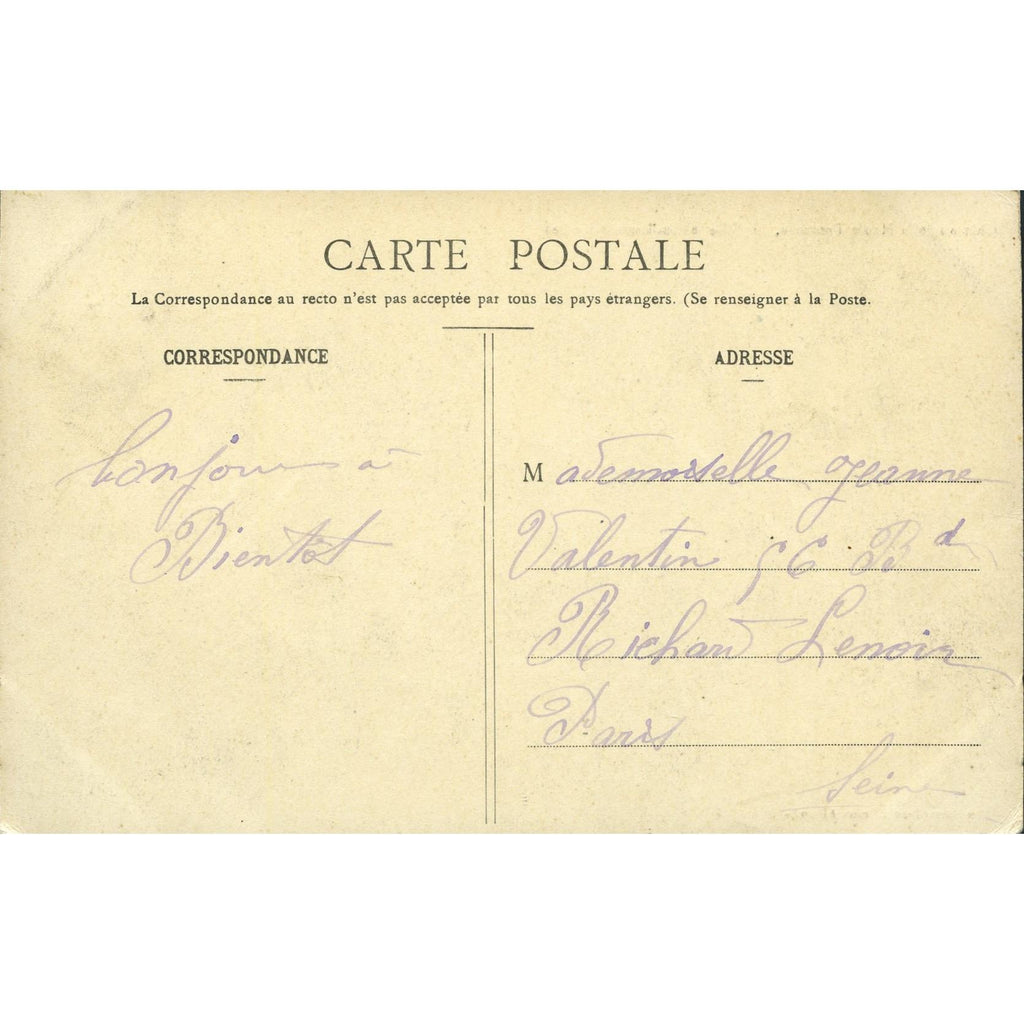 CARTE POSTALE
La Correspondance au recto n'est pas acceptée par tous les pays étrangers. (Se renseigner à la Poste.
CORRESPONDANCE
bonjour à
Bientôt
ADRESSE
Mademoiselle Jeanne
Valentin 56 Bd
Richard Lenoir
Paris
Seine